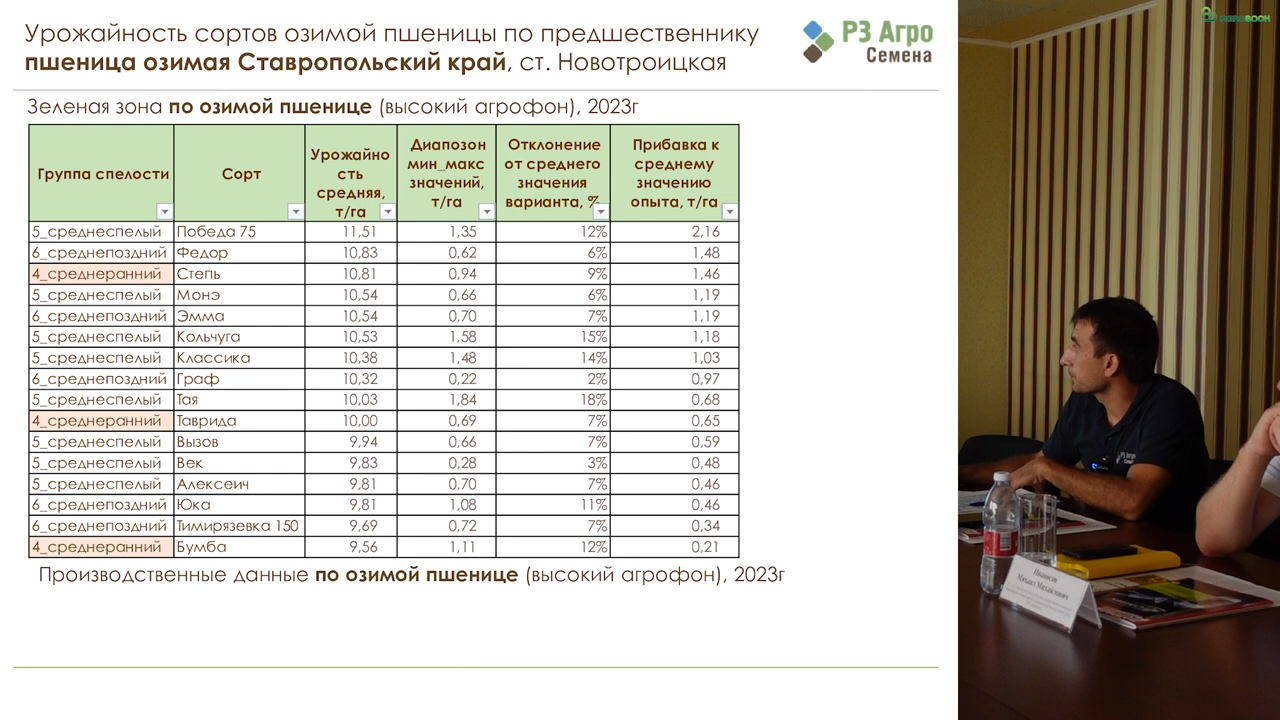 Урожайность сортов озимой пшеницы по предшественнику
пшеница озимая Ставропольский край, ст. Новотроицкая
РЗ Агро
Семена
Зеленая зона по озимой пшенице (высокий агрофон), 2023г
Группа спелости Сорт Урожайно сть средняя, т/га Диапозон мин_макс значений, т/га Отклонение от среднего значения варианта, % Прибавка к среднему значению опыта, т/га
5_среднеспелый Победа 75 11,51 1,35 12% 2,16
6_среднепоздний Федор 10,83 0,62 6% 1,48
4_среднеранний Степь 10,81 0,94 9% 1,46
5_среднеспелый Монэ 10,54 0,66 6% 1,19
6_среднепоздний Эмма 10,54 0,70 7% 1,19
5_среднеспелый Кольчуга 10,53 1,58 15% 1,18
5_среднеспелый Классика 10,38 1,48 14% 1,03
6_среднепоздний Граф 10,32 0,22 2% 0,97
5_среднеспелый Тая 10,03 1,84 18% 0,68
4_среднеранний Таврида 10,00 0,69 7% 0,65
5_среднеспелый Вызов 9,94 0,66 7% 0,59
5_среднеспелый Век 9,83 0,28 3% 0,48
5_среднеспелый Алексеич 9,81 0,70 7% 0,46
6_среднепоздний Юка 9,81 1,08 11% 0,46
6_среднепоздний Тимирязевка 150 9,69 0,72 7% 0,34
4_среднеранний Бумба 9,56 1,11 12% 0,21
Производственные данные по озимой пшенице (высокий агрофон), 2023г
РЗ Агро
Семена
Михаил Михайлович